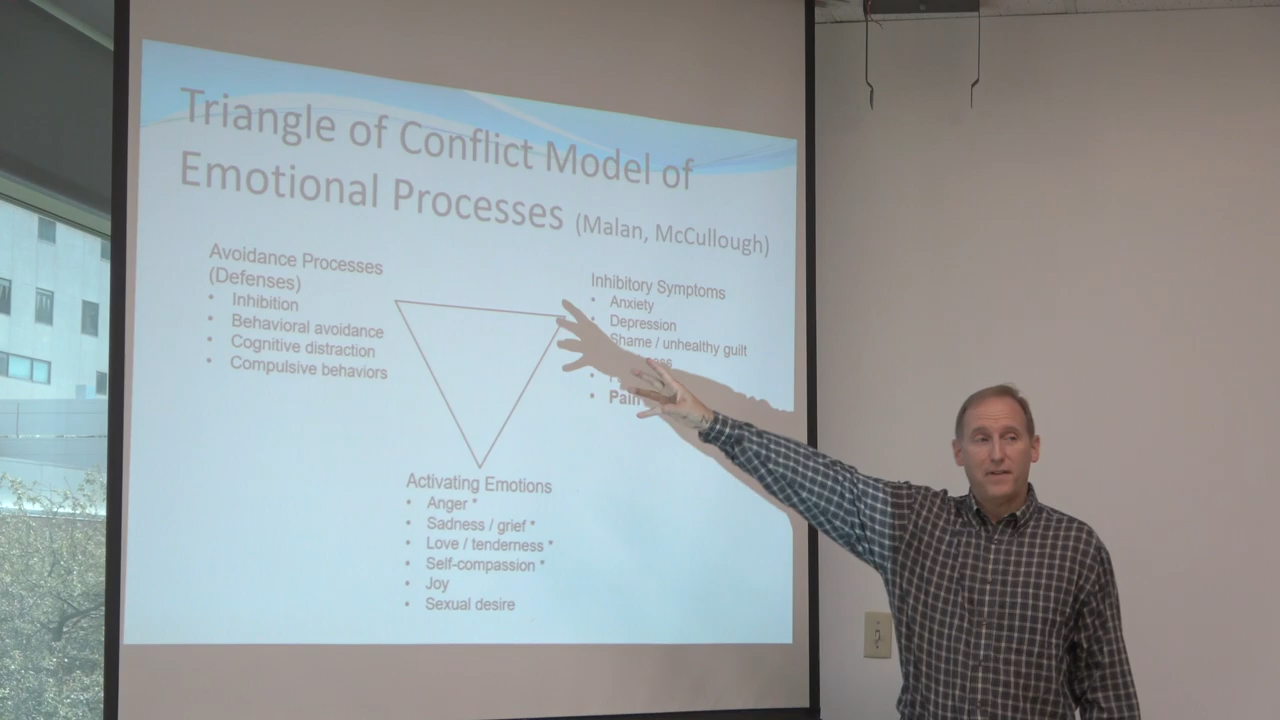 Triangle of Conflict Model of
Emotional Processes (Malan, McCullough)
Avoidance Processes
(Defenses)
• Inhibition
• Behavioral avoidance
• Cognitive distraction
• Compulsive behaviors
Inhibitory Symptoms
• Anxiety
• Depression
Shame / unhealthy guilt
• Pain
Activating Emotions
• Anger *
• Sadness / grief *
• Love / tenderness *
• Self-compassion *
• Joy
• Sexual desire